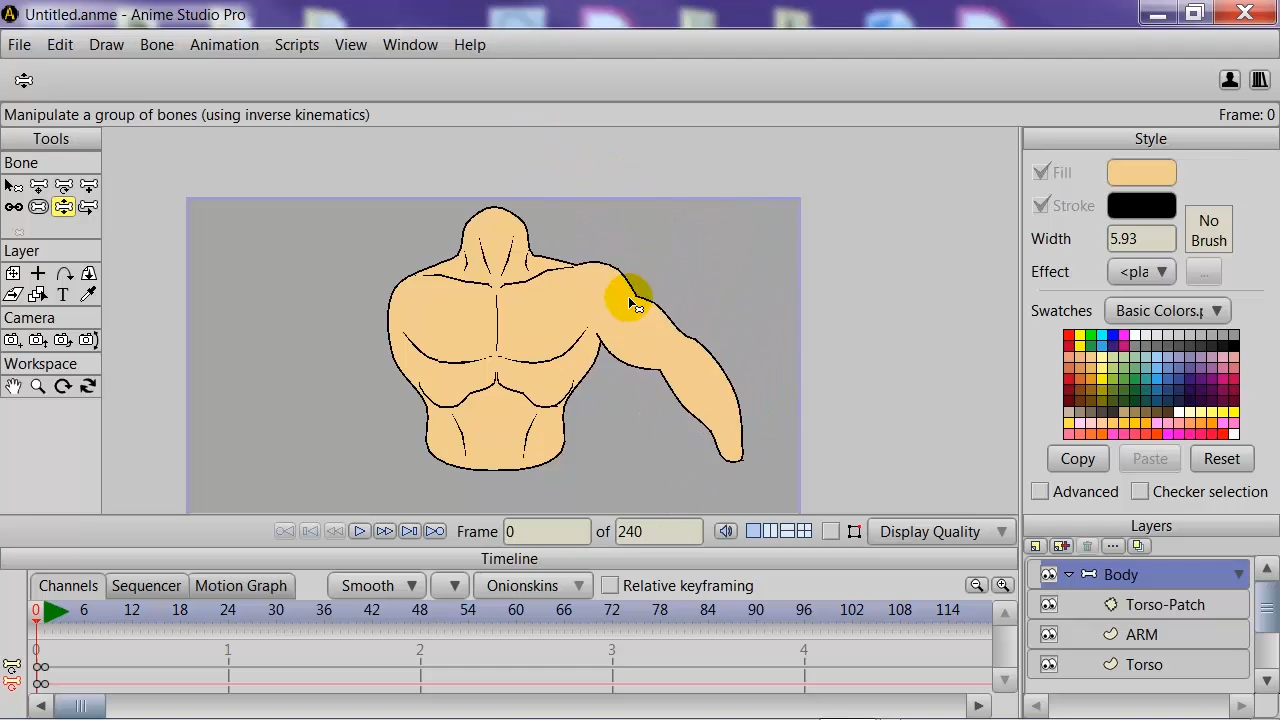 Untitled.anme - Anime Studio Pro
File Edit Draw Bone Animation Scripts View Window Help
Manipulate a group of bones (using inverse kinematics) Frame: 0
Tools
Bone
Layer
T
Camera
Workspace
Style
Fill
Stroke
No
Brush
Width 5.93
Effect <pla ...
Swatches Basic Colors.p
Copy Paste Reset
Advanced Checker selection
Frame 0 of 240 Display Quality
Timeline
Channels Sequencer Motion Graph Smooth Onionskins Relative keyframing
0 6 12 18 24 30 36 42 48 54 60 66 72 78 84 90 96 102 108 114
0 1 2 3 4
Layers
Body
Torso-Patch
ARM
Torso